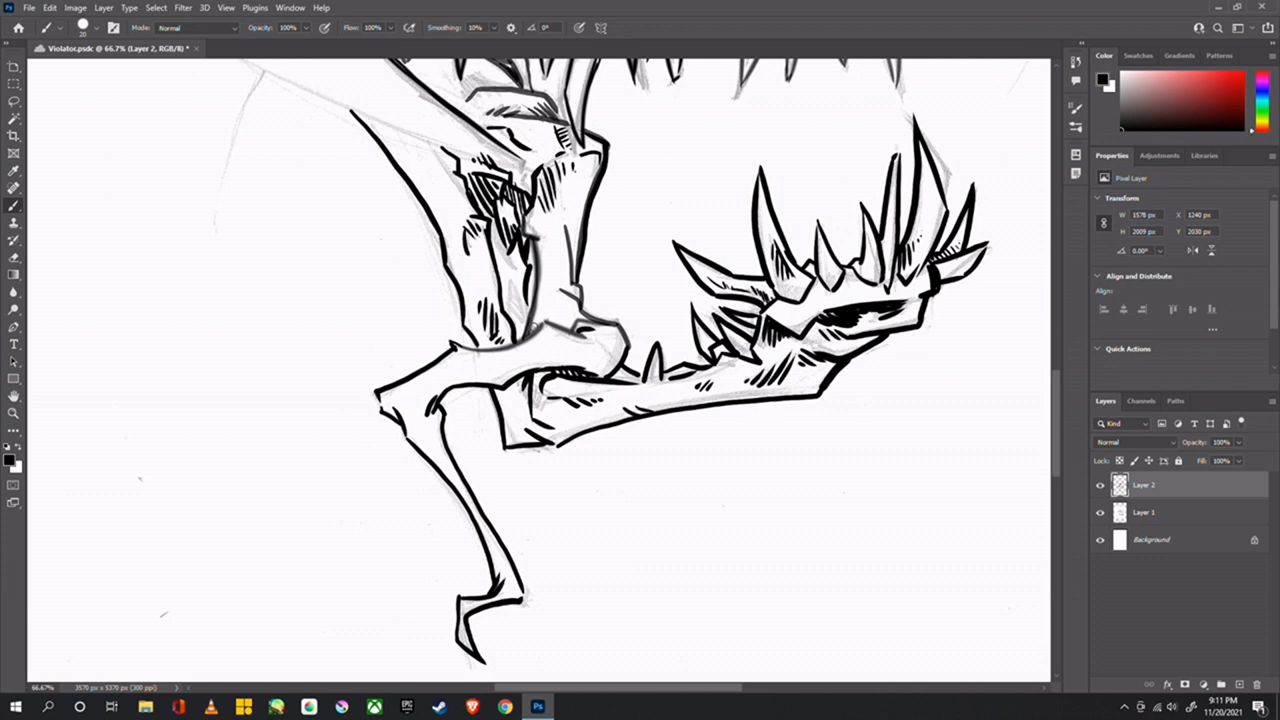 File Edit Image Layer Type Select Filter 3D View Plugins Window Help
20 Mode: Normal Opacity: 100% Flow: 100% Smoothing: 10% 0°
Violator.psdc @ 66.7% (Layer 2, RGB/8) * ×
Color Swatches Gradients Patterns
Properties Adjustments Libraries
Pixel Layer
Transform
W 1578 px X 1240 px
H 2009 px Y 2030 px
0.00°
Align and Distribute
Align:
Quick Actions
Layers Channels Paths
Kind
Normal Opacity: 100%
Lock: Fill: 100%
Layer 2
Layer 1
Background
66.67% 3570 px x 5370 px (300 ppi)
EPIC
Ps
9:11 PM
11/20/2021